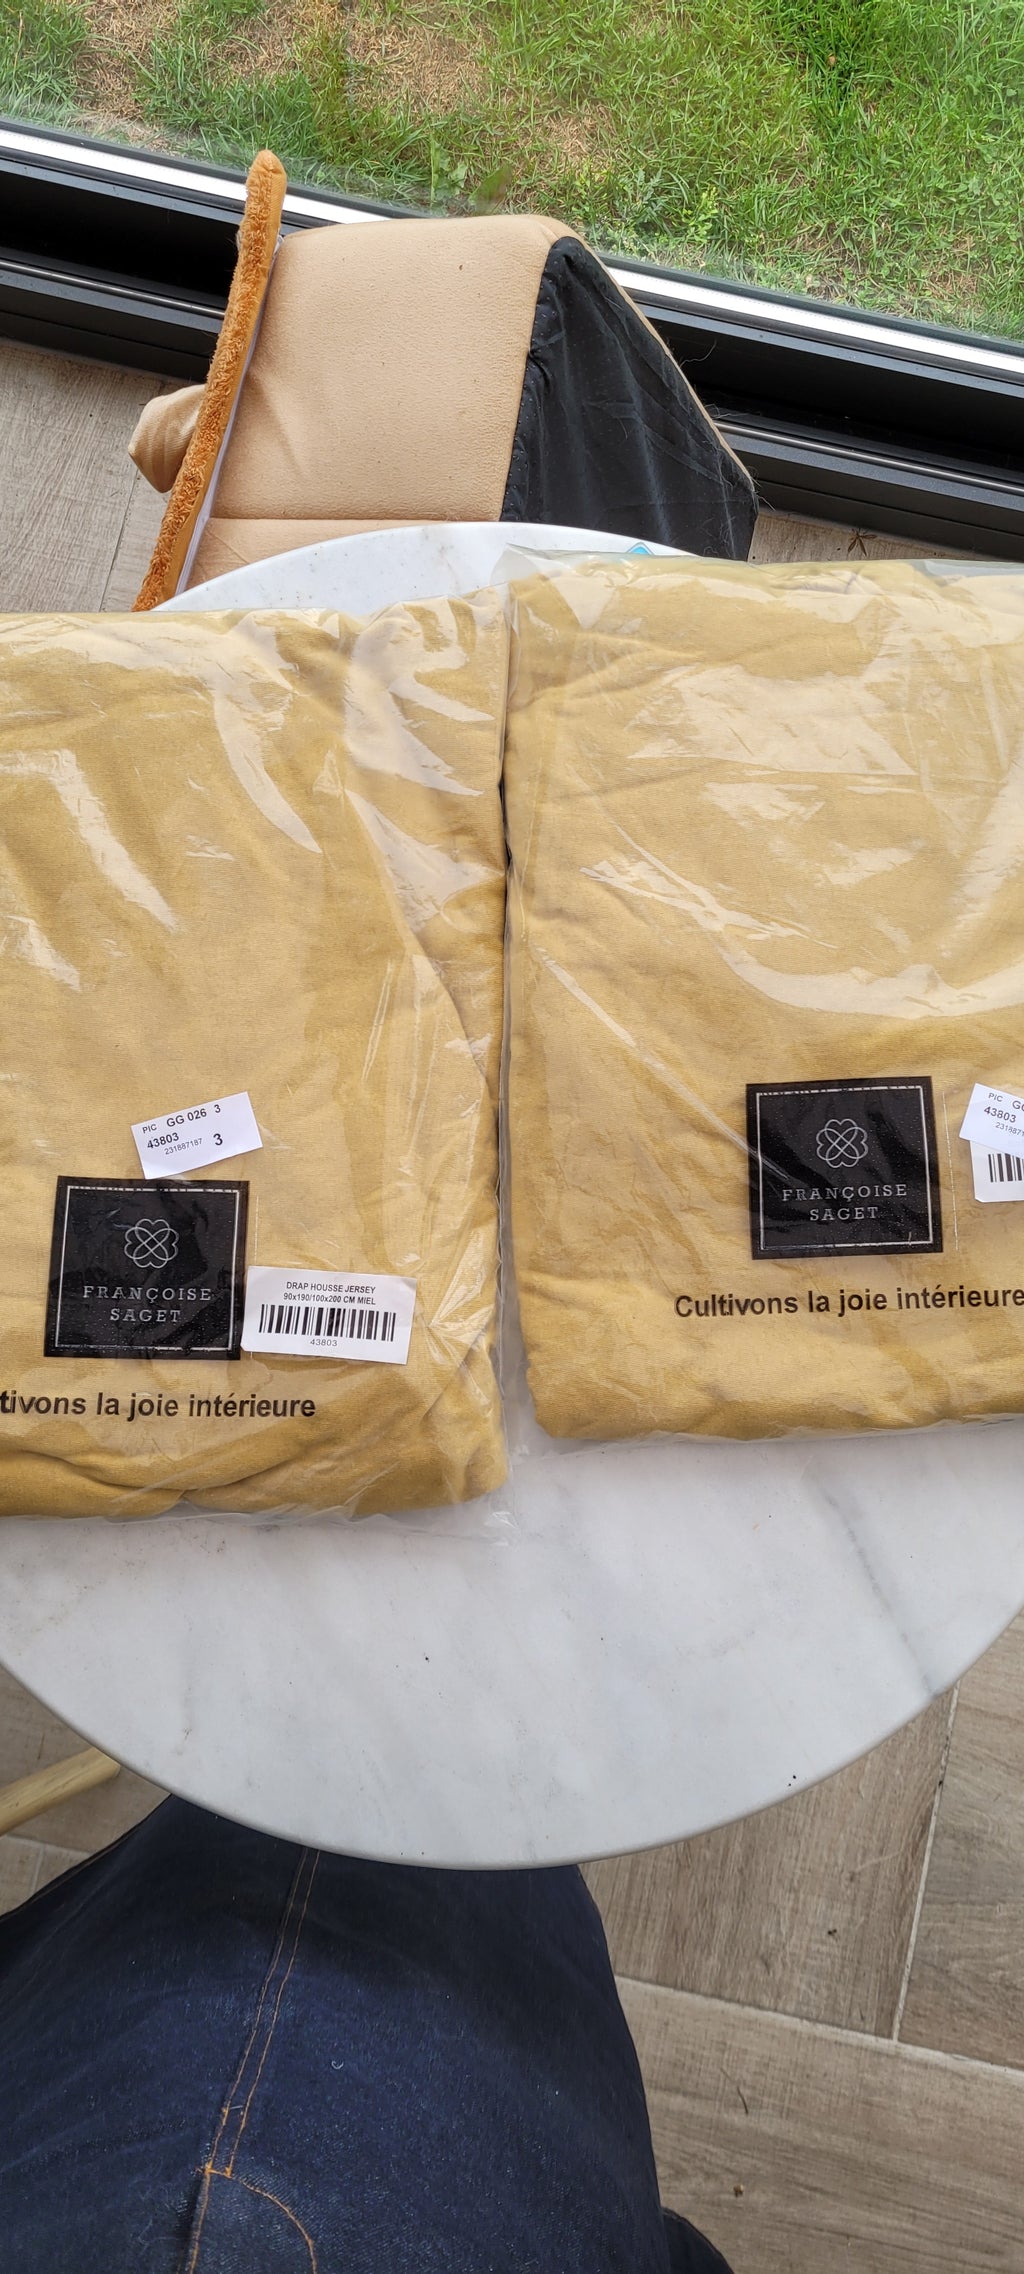 PIC GG 026 3
43803
231887187 3
FRANÇOISE
SAGET
DRAP HOUSSE JERSEY
90x190/100x200 CM MIEL
43803
tivons la joie intérieure
PIC
43803
FRANÇOISE
SAGET
Cultivons la joie intérieure